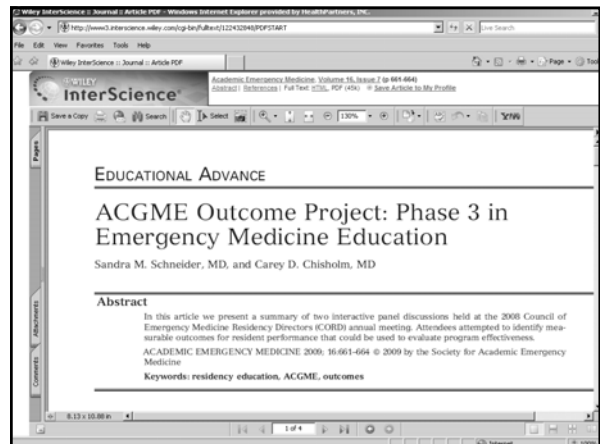 Wiley InterScience :: Journal :: Article PDF - Windows Internet Explorer provided by HealthPartners, INC.
http://www3.interscience.wiley.com/cgi-bin/fulltext/122432848/PDFSTART
Live Search
File Edit View Favorites Tools Help
Wiley InterScience :: Journal :: Article PDF
Page
WILEY
InterScience
Academic Emergency Medicine, Volume 16, Issue 7 (p 661-664)
Abstract | References | Full Text: HTML, PDF (45k) Save Article to My Profile
Save a Copy Search Select 130%
Pages
EDUCATIONAL ADVANCE
ACGME Outcome Project: Phase 3 in
Emergency Medicine Education
Sandra M. Schneider, MD, and Carey D. Chisholm, MD
Abstract
In this article we present a summary of two interactive panel discussions held at the 2008 Council of
Emergency Medicine Residency Directors (CORD) annual meeting. Attendees attempted to identify mea-
surable outcomes for resident performance that could be used to evaluate program effectiveness.
ACADEMIC EMERGENCY MEDICINE 2009; 16:661-664 © 2009 by the Society for Academic Emergency
Medicine
Keywords: residency education, ACGME, outcomes
Attachments
Comments
8.13 x 10.88 in
1 of 4
Internet